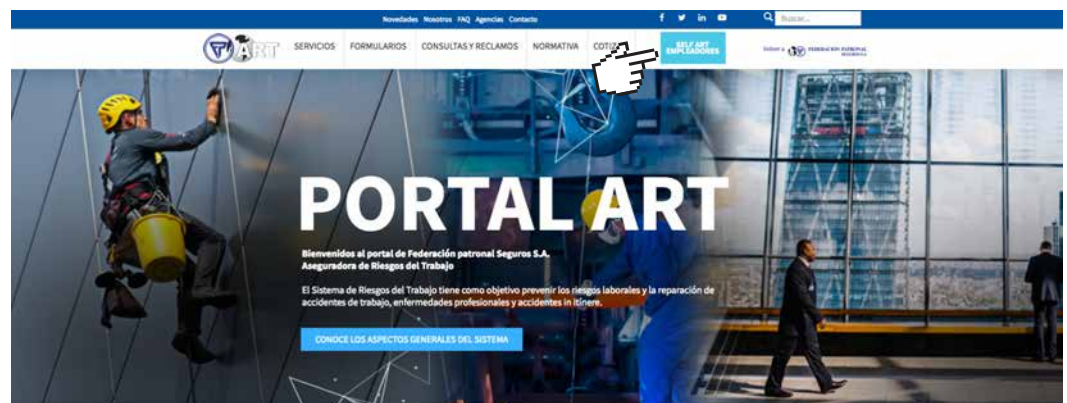 Novedades Nosotros FAQ Agencias Contacto
Buscar...
ART
SERVICIOS FORMULARIOS CONSULTAS Y RECLAMOS NORMATIVA
SELF ART
EMPLEADORES
Volver a FEDERACIÓN PATRONAL
SEGUROS S.A.
PORTAL ART
Bienvenidos al portal de Federación patronal Seguros S.A.
Aseguradora de Riesgos del Trabajo
El Sistema de Riesgos del Trabajo tiene como objetivo prevenir los riesgos laborales y la reparación de
accidentes de trabajo, enfermedades profesionales y accidentes in itínere.
CONOCE LOS ASPECTOS GENERALES DEL SISTEMA